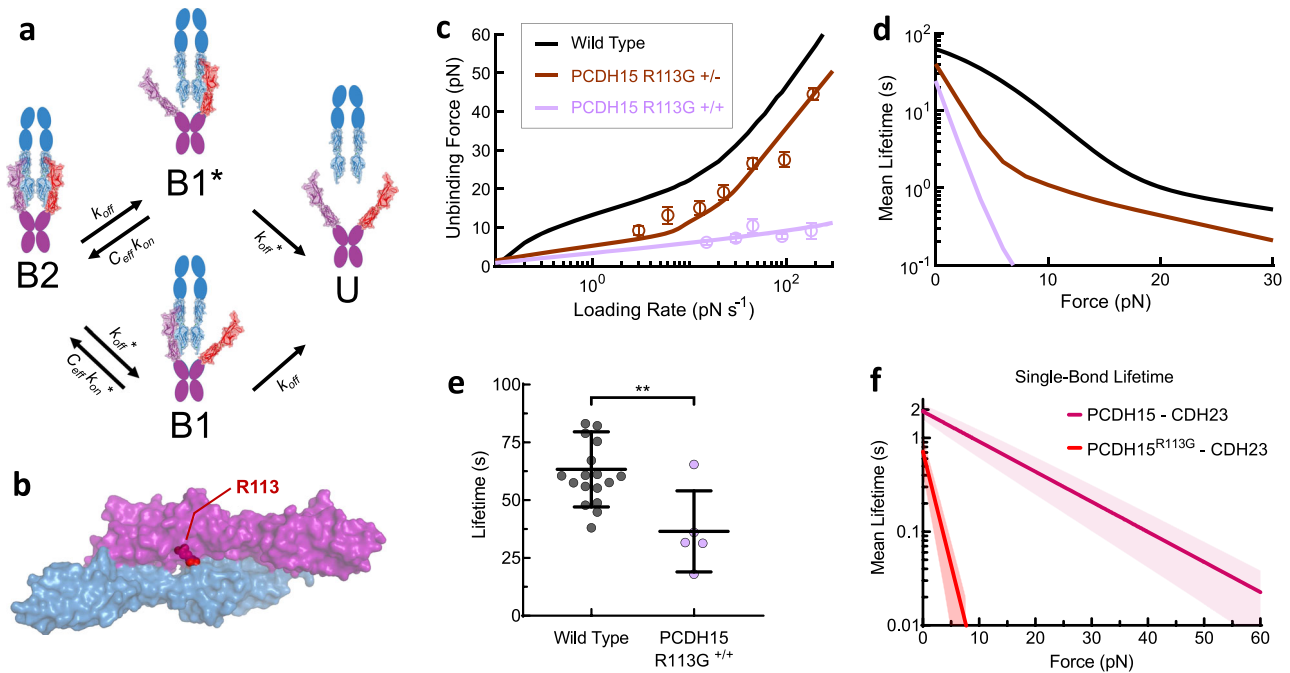 a
B1*
B2
U
B1
k_off
C_eff k_on
k_off *
k_off *
C_eff k_on *
k_off
b
R113
c
Wild Type
PCDH15 R113G +/-
PCDH15 R113G +/+
Unbinding Force (pN)
60
50
40
30
20
10
0
10^0
10^1
10^2
Loading Rate (pN s^-1)
d
Mean Lifetime (s)
10^2
10^1
10^0
10^-1
0
10
20
30
Force (pN)
e
**
Lifetime (s)
100
75
50
25
0
Wild Type
PCDH15
R113G +/+
f
Single-Bond Lifetime
PCDH15 - CDH23
PCDH15^R113G - CDH23
Mean Lifetime (s)
2
1
0.1
0.01
0
10
20
30
40
50
60
Force (pN)